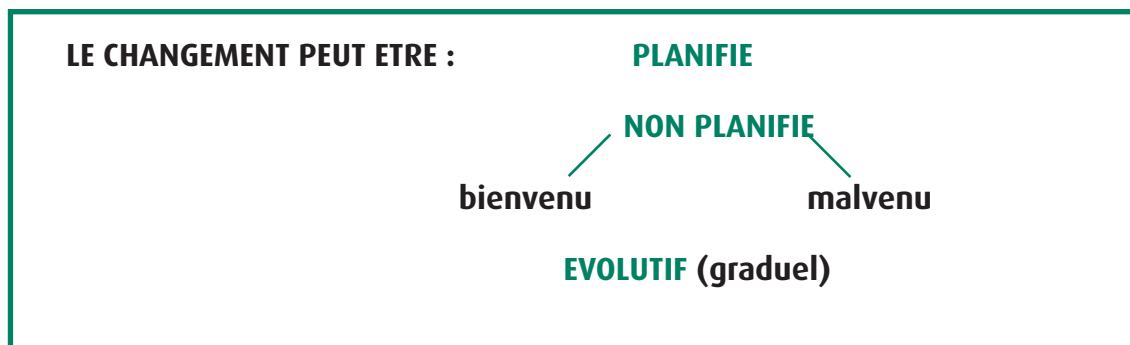 LE CHANGEMENT PEUT ETRE : PLANIFIE
NON PLANIFIE
bienvenu malvenu
EVOLUTIF (graduel)